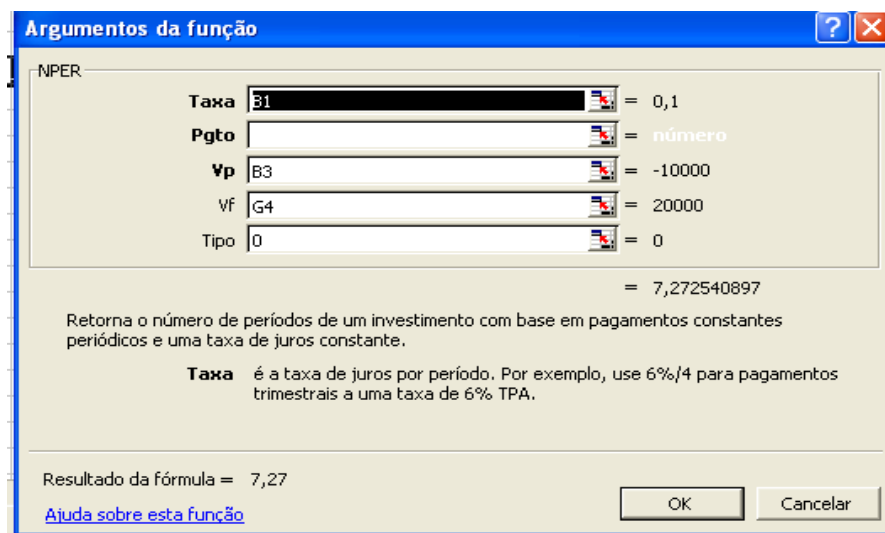 Argumentos da função
NPER
Taxa B1 = 0,1
Pgto = número
Vp B3 = -10000
Vf G4 = 20000
Tipo 0 = 0
= 7,272540897
Retorna o número de períodos de um investimento com base em pagamentos constantes
periódicos e uma taxa de juros constante.
Taxa é a taxa de juros por período. Por exemplo, use 6%/4 para pagamentos
trimestrais a uma taxa de 6% TPA.
Resultado da fórmula = 7,27
Ajuda sobre esta função
OK Cancelar